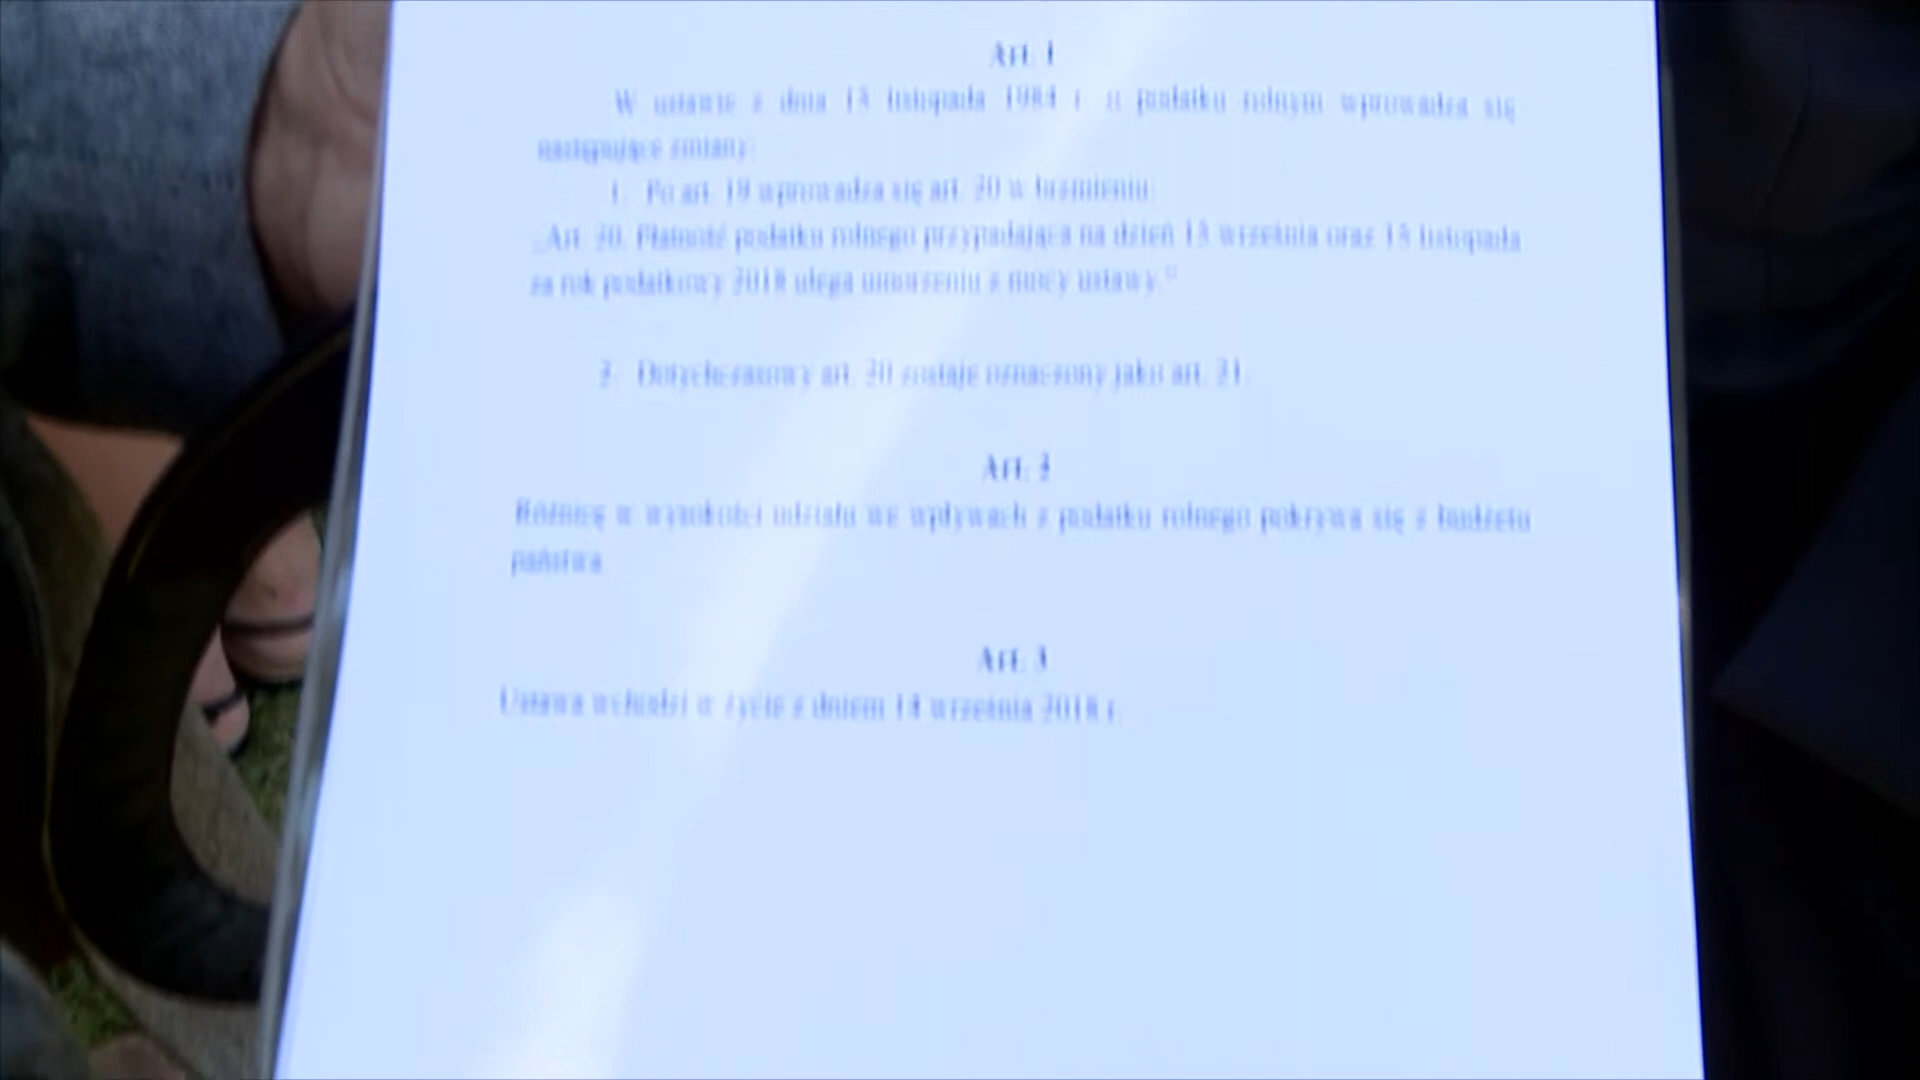 Art. 1
W ustawie z dnia 15 listopada 1984 r. o podatku rolnym wprowadza się
następujące zmiany:
1. Po art. 19 wprowadza się art. 20 w brzmieniu:
„Art. 20. Płatność podatku rolnego przypadająca na dzień 15 września oraz 15 listopada
za rok podatkowy 2018 ulega umorzeniu z mocy ustawy.”
2. Dotychczasowy art. 20 zostaje oznaczony jako art. 21.
Art. 2
Różnicę w wysokości udziału we wpływach z podatku rolnego pokrywa się z budżetu
państwa.
Art. 3
Ustawa wchodzi w życie z dniem 14 września 2018 r.